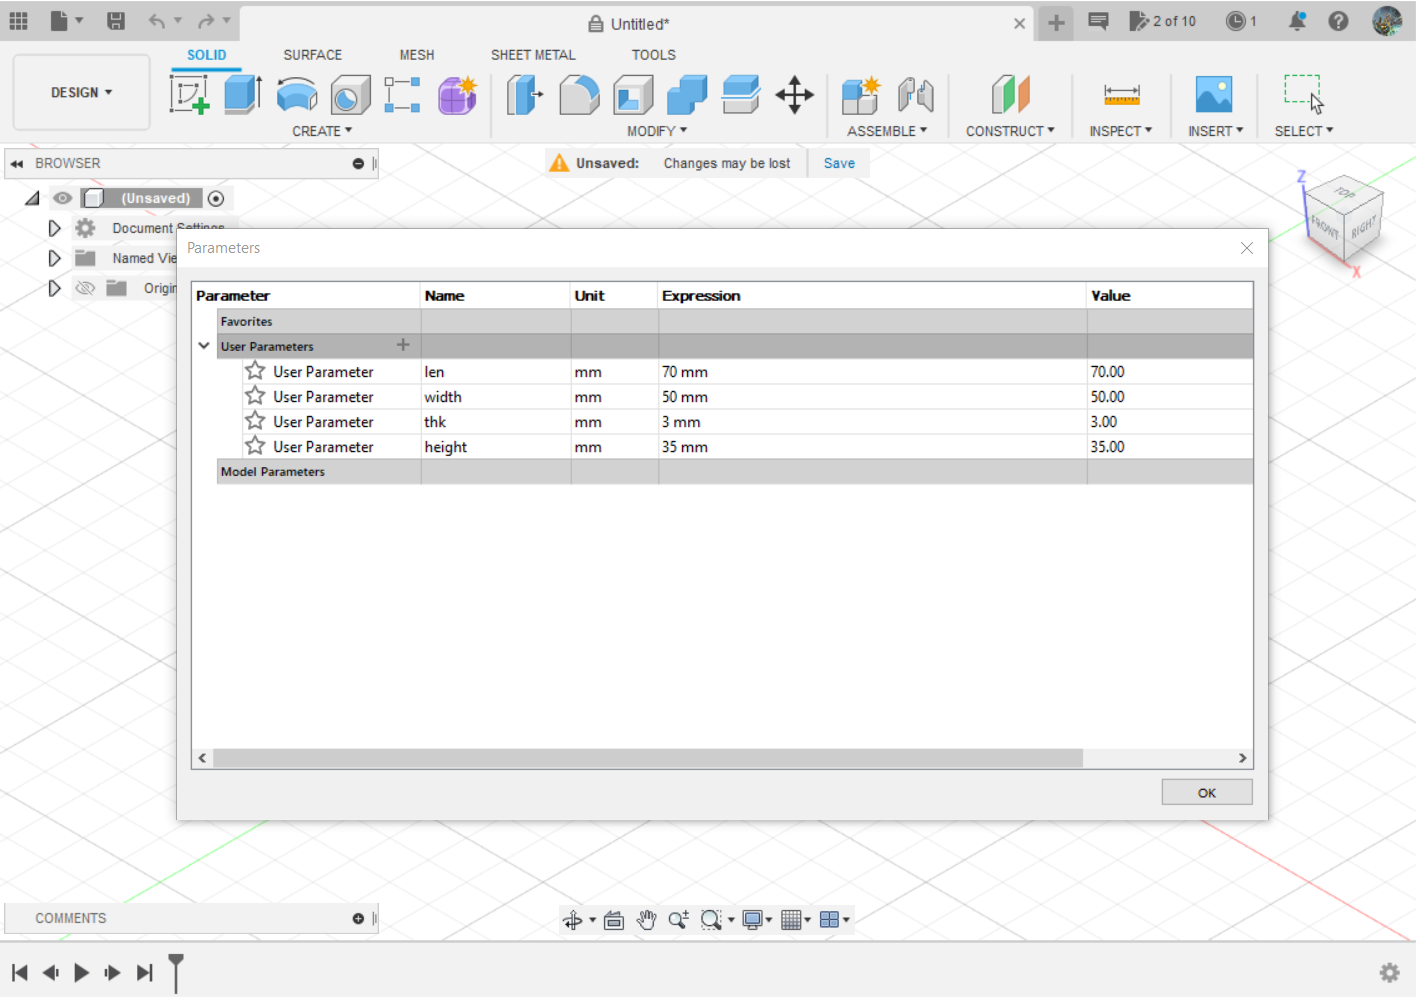 Untitled*
2 of 10
1
DESIGN
SOLID
SURFACE
MESH
SHEET METAL
TOOLS
CREATE
MODIFY
ASSEMBLE
CONSTRUCT
INSPECT
INSERT
SELECT
BROWSER
Unsaved: Changes may be lost Save
(Unsaved)
Document Settings
Named Vie
Origin
Z
TOP
FRONT
RIGHT
X
Parameters
Parameter Name Unit Expression Value
Favorites
User Parameters
User Parameter len mm 70 mm 70.00
User Parameter width mm 50 mm 50.00
User Parameter thk mm 3 mm 3.00
User Parameter height mm 35 mm 35.00
Model Parameters
OK
COMMENTS